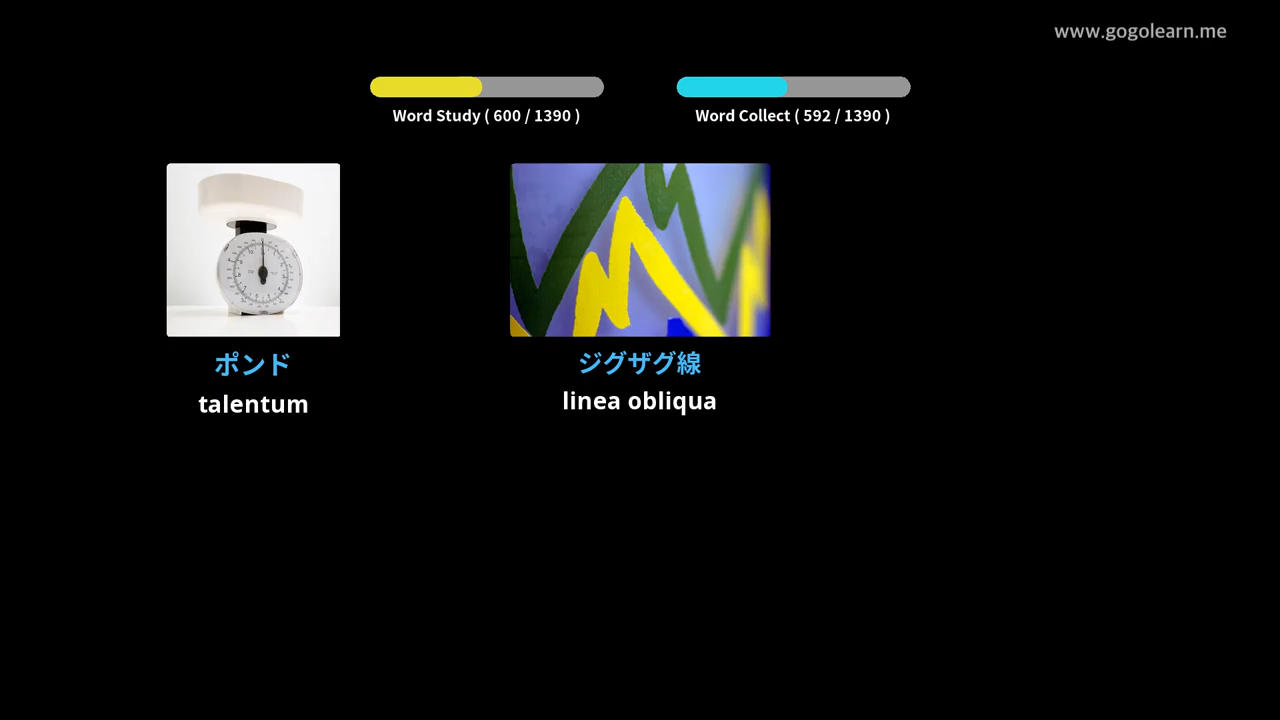 www.gogolearn.me
Word Study ( 600 / 1390 )
Word Collect ( 592 / 1390 )
ポンド
talentum
ジグザグ線
linea obliqua